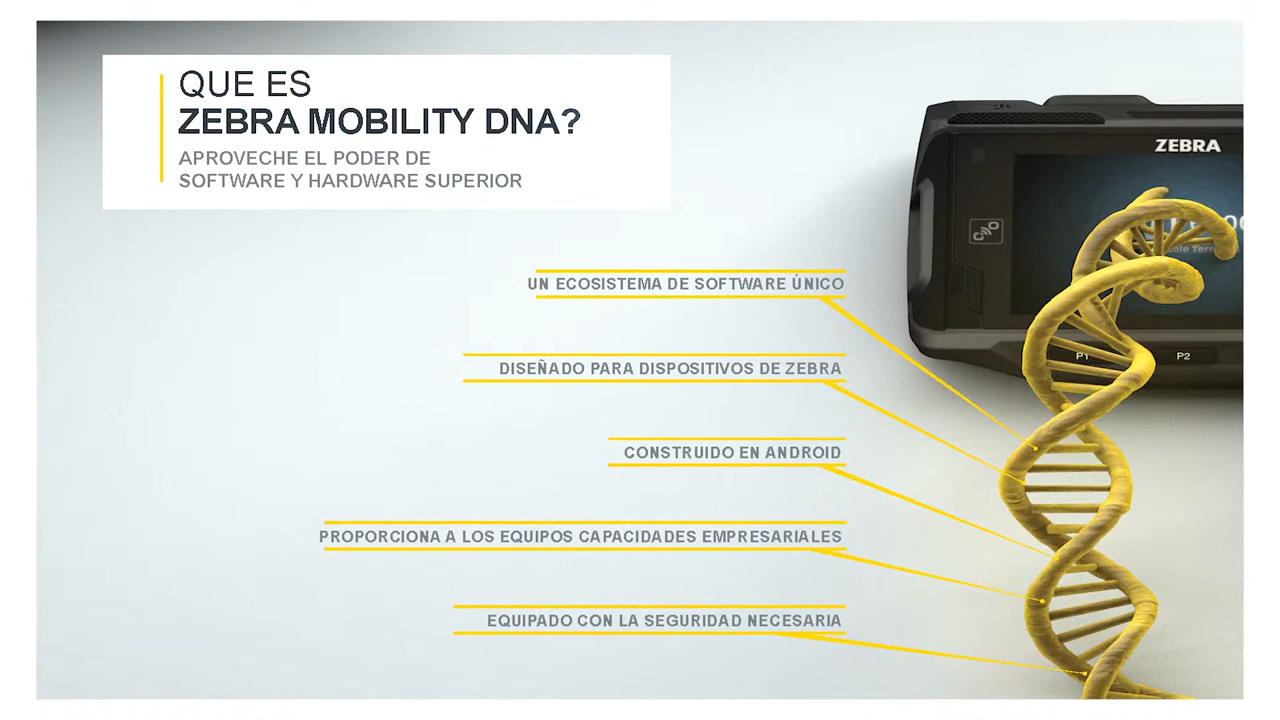 QUE ES
ZEBRA MOBILITY DNA?
APROVECHE EL PODER DE
SOFTWARE Y HARDWARE SUPERIOR
ZEBRA
UN ECOSISTEMA DE SOFTWARE ÚNICO
P1
P2
DISEÑADO PARA DISPOSITIVOS DE ZEBRA
CONSTRUIDO EN ANDROID
PROPORCIONA A LOS EQUIPOS CAPACIDADES EMPRESARIALES
EQUIPADO CON LA SEGURIDAD NECESARIA